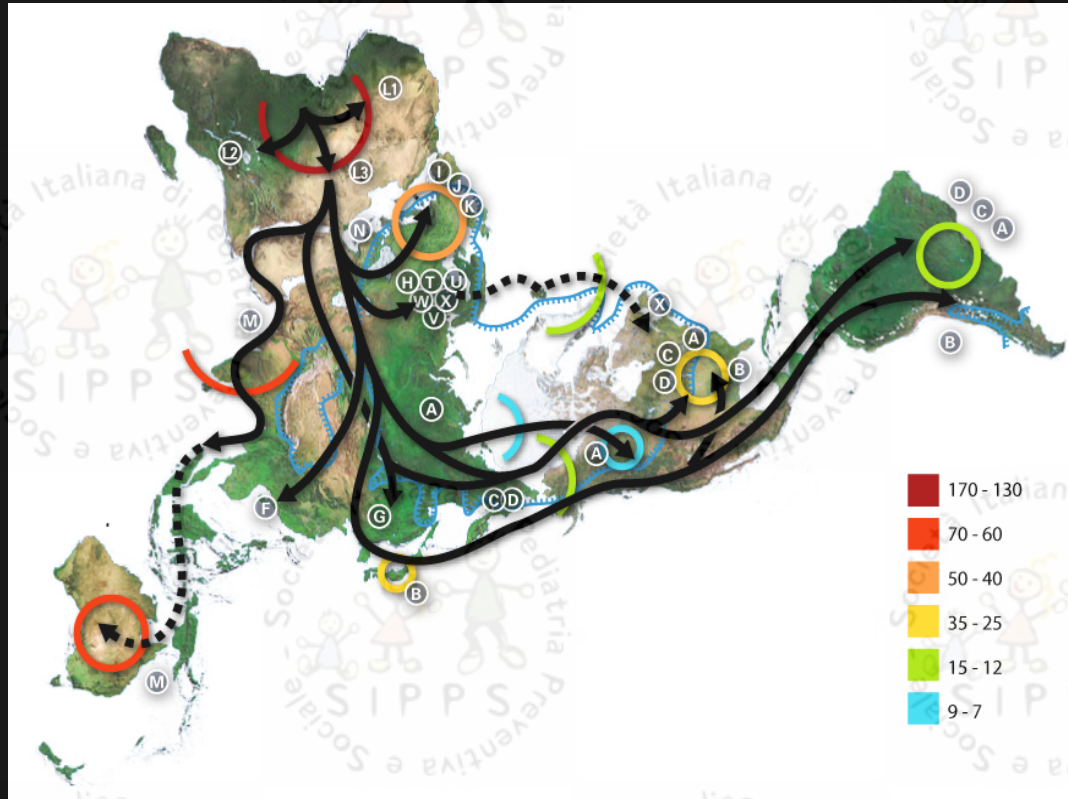 L1
L2
L3
I
J
K
N
H T U
W X
V
M
X
A
C
B
D
A
A
C D
F
G
B
M
D
C
A
B
170 - 130
70 - 60
50 - 40
35 - 25
15 - 12
9 - 7
SIPPS
Società Italiana di Pediatria Preventiva e Sociale